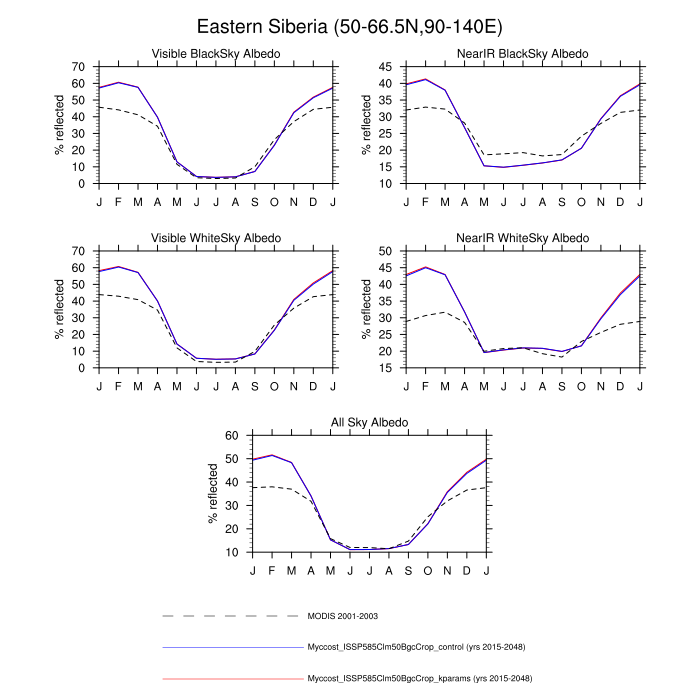 Eastern Siberia (50-66.5N,90-140E)
Visible BlackSky Albedo
% reflected
70
60
50
40
30
20
10
0
J F M A M J J A S O N D J
NearIR BlackSky Albedo
% reflected
45
40
35
30
25
20
15
10
J F M A M J J A S O N D J
Visible WhiteSky Albedo
% reflected
70
60
50
40
30
20
10
0
J F M A M J J A S O N D J
NearIR WhiteSky Albedo
% reflected
50
45
40
35
30
25
20
15
J F M A M J J A S O N D J
All Sky Albedo
% reflected
60
50
40
30
20
10
J F M A M J J A S O N D J
MODIS 2001-2003
Myccost_ISSP585Clm50BgcCrop_control (yrs 2015-2048)
Myccost_ISSP585Clm50BgcCrop_kparams (yrs 2015-2048)